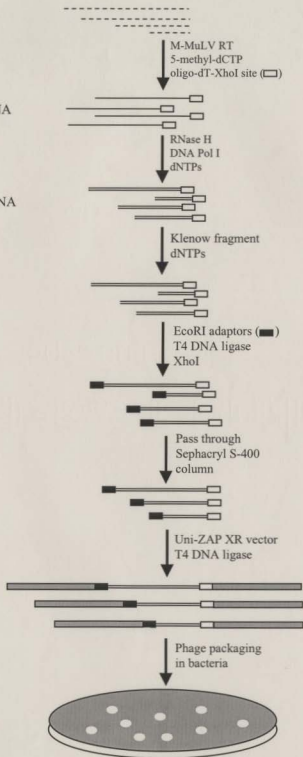 M-MuLV RT
5-methyl-dCTP
oligo-dT-XhoI site ( )
NA
RNase H
DNA Pol I
dNTPs
NA
Klenow fragment
dNTPs
EcoRI adaptors ( )
T4 DNA ligase
XhoI
Pass through
Sephacryl S-400
column
Uni-ZAP XR vector
T4 DNA ligase
Phage packaging
in bacteria